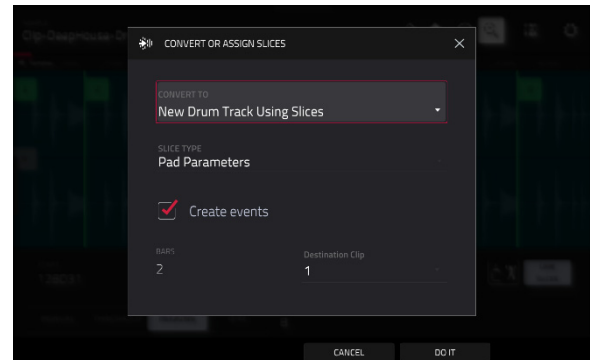 CONVERT OR ASSIGN SLICES
CONVERT TO
New Drum Track Using Slices
SLICE TYPE
Pad Parameters
Create events
BARS
Destination Clip
2
1
CANCEL
DO IT